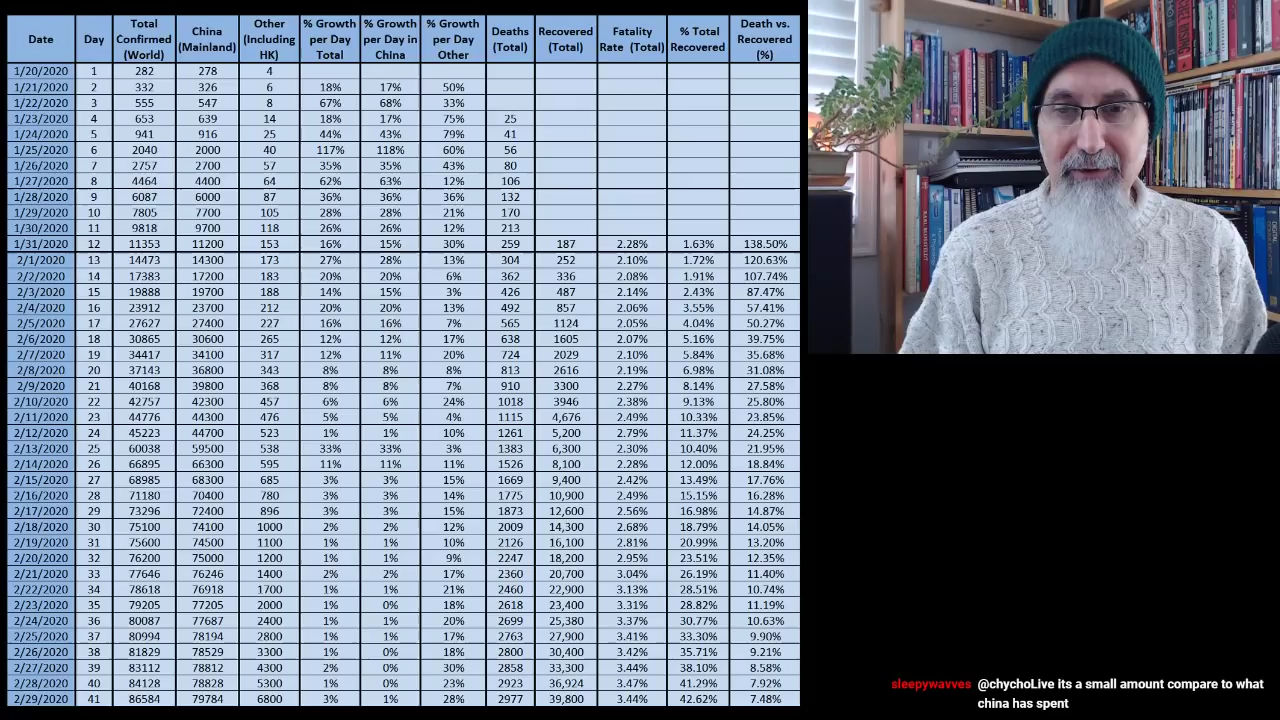 Date Day Total Confirmed (World) China (Mainland) Other (Including HK) % Growth per Day Total % Growth per Day in China % Growth per Day Other Deaths (Total) Recovered (Total) Fatality Rate (Total) % Total Recovered Death vs. Recovered (%)
1/20/2020 1 282 278 4
1/21/2020 2 332 326 6 18% 17% 50%
1/22/2020 3 555 547 8 67% 68% 33%
1/23/2020 4 653 639 14 18% 17% 75% 25
1/24/2020 5 941 916 25 44% 43% 79% 41
1/25/2020 6 2040 2000 40 117% 118% 60% 56
1/26/2020 7 2757 2700 57 35% 35% 43% 80
1/27/2020 8 4464 4400 64 62% 63% 12% 106
1/28/2020 9 6087 6000 87 36% 36% 36% 132
1/29/2020 10 7805 7700 105 28% 28% 21% 170
1/30/2020 11 9818 9700 118 26% 26% 12% 213
1/31/2020 12 11353 11200 153 16% 15% 30% 259 187 2.28% 1.63% 138.50%
2/1/2020 13 14473 14300 173 27% 28% 13% 304 252 2.10% 1.72% 120.63%
2/2/2020 14 17383 17200 183 20% 20% 6% 362 336 2.08% 1.91% 107.74%
2/3/2020 15 19888 19700 188 14% 15% 3% 426 487 2.14% 2.43% 87.47%
2/4/2020 16 23912 23700 212 20% 20% 13% 492 857 2.06% 3.55% 57.41%
2/5/2020 17 27627 27400 227 16% 16% 7% 565 1124 2.05% 4.04% 50.27%
2/6/2020 18 30865 30600 265 12% 12% 17% 638 1605 2.07% 5.16% 39.75%
2/7/2020 19 34417 34100 317 12% 11% 20% 724 2029 2.10% 5.84% 35.68%
2/8/2020 20 37143 36800 343 8% 8% 8% 813 2616 2.19% 6.98% 31.08%
2/9/2020 21 40168 39800 368 8% 8% 7% 910 3300 2.27% 8.14% 27.58%
2/10/2020 22 42757 42300 457 6% 6% 24% 1018 3946 2.38% 9.13% 25.80%
2/11/2020 23 44776 44300 476 5% 5% 4% 1115 4,676 2.49% 10.33% 23.85%
2/12/2020 24 45223 44700 523 1% 1% 10% 1261 5,200 2.79% 11.37% 24.25%
2/13/2020 25 60038 59500 538 33% 33% 3% 1383 6,300 2.30% 10.40% 21.95%
2/14/2020 26 66895 66300 595 11% 11% 11% 1526 8,100 2.28% 12.00% 18.84%
2/15/2020 27 68985 68300 685 3% 3% 15% 1669 9,400 2.42% 13.49% 17.76%
2/16/2020 28 71180 70400 780 3% 3% 14% 1775 10,900 2.49% 15.15% 16.28%
2/17/2020 29 73296 72400 896 3% 3% 15% 1873 12,600 2.56% 16.98% 14.87%
2/18/2020 30 75100 74100 1000 2% 2% 12% 2009 14,300 2.68% 18.79% 14.05%
2/19/2020 31 75600 74500 1100 1% 1% 10% 2126 16,100 2.81% 20.99% 13.20%
2/20/2020 32 76200 75000 1200 1% 1% 9% 2247 18,200 2.95% 23.51% 12.35%
2/21/2020 33 77646 76246 1400 2% 2% 17% 2360 20,700 3.04% 26.19% 11.40%
2/22/2020 34 78618 76918 1700 1% 1% 21% 2460 22,900 3.13% 28.51% 10.74%
2/23/2020 35 79205 77205 2000 1% 0% 18% 2618 23,400 3.31% 28.82% 11.19%
2/24/2020 36 80087 77687 2400 1% 1% 20% 2699 25,380 3.37% 30.77% 10.63%
2/25/2020 37 80994 78194 2800 1% 1% 17% 2763 27,900 3.41% 33.30% 9.90%
2/26/2020 38 81829 78529 3300 1% 0% 18% 2800 30,400 3.42% 35.71% 9.21%
2/27/2020 39 83112 78812 4300 2% 0% 30% 2858 33,300 3.44% 38.10% 8.58%
2/28/2020 40 84128 78828 5300 1% 0% 23% 2923 36,924 3.47% 41.29% 7.92%
2/29/2020 41 86584 79784 6800 3% 1% 28% 2977 39,800 3.44% 42.62% 7.48%
sleepywavves @chychoLive its a small amount compare to what
china has spent